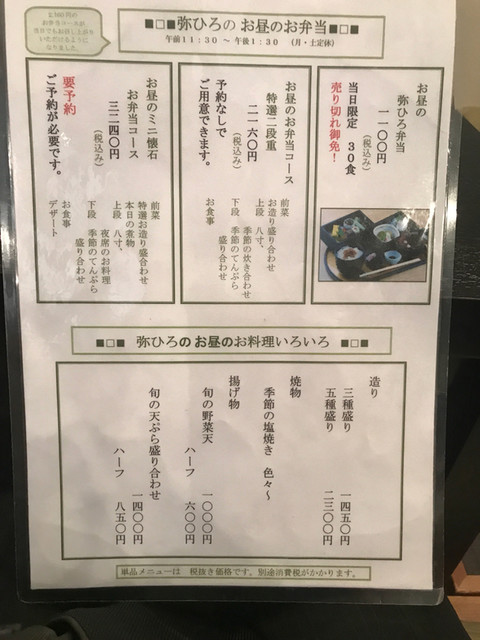 ■□■弥ひろの お昼のお弁当■□■
午前11:30 ~ 午後1:30 (月・土定休)
お昼の
弥ひろ弁当
一一〇〇円
(税込み)
当日限定 30食
売り切れ御免!
お昼のお弁当コース
特選二段重
二一六〇円
(税込み)
予約なしで
ご用意できます。
前菜
お造り盛り合わせ
上段 八寸、
季節の炊き合わせ
下段 季節のてんぷら
盛り合わせ
お食事
お昼のミニ懐石
お弁当コース
三二四〇円
(税込み)
要予約
ご予約が必要です。
前菜
特選お造り盛り合わせ
本日の煮物
上段 八寸、
夜席のお料理
下段 季節のてんぷら
盛り合わせ
お食事
デザート
■□■ 弥ひろの お昼のお料理いろいろ ■□■
造り
三種盛り 一四五〇円
五種盛り 二三〇〇円
焼物
季節の塩焼き 色々~
揚げ物
旬の野菜天 一〇〇〇円
ハーフ 六〇〇円
旬の天ぷら盛り合わせ
一四〇〇円
ハーフ 八五〇円
単品メニューは 税抜き価格です。別途消費税がかかります。